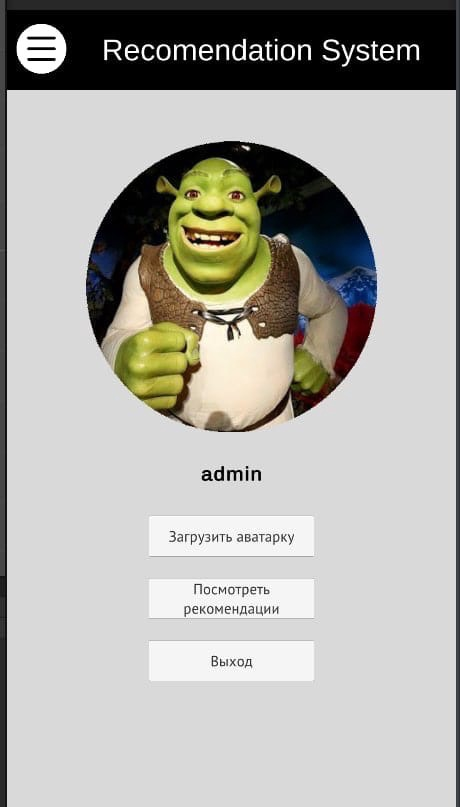 Recomendation System
admin
Загрузить аватарку
Посмотреть
рекомендации
Выход